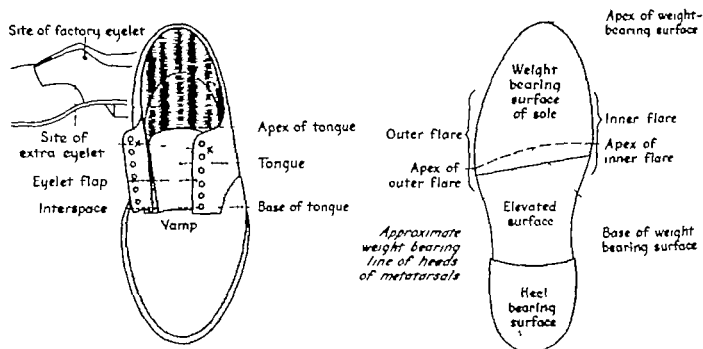 Site of factory eyelet
Site of
extra eyelet
Eyelet flap
Interspace
x
x
Apex of tongue
Tongue
Base of tongue
Vamp
Apex of weight-
bearing surface
Weight
bearing
surface
of sole
Outer flare
Inner flare
Apex of
outer flare
Apex of
inner flare
Elevated
surface
Approximate
weight bearing
line of heeds
of metatarsals
Base of weight
bearing surface
Heel
bearing
surface